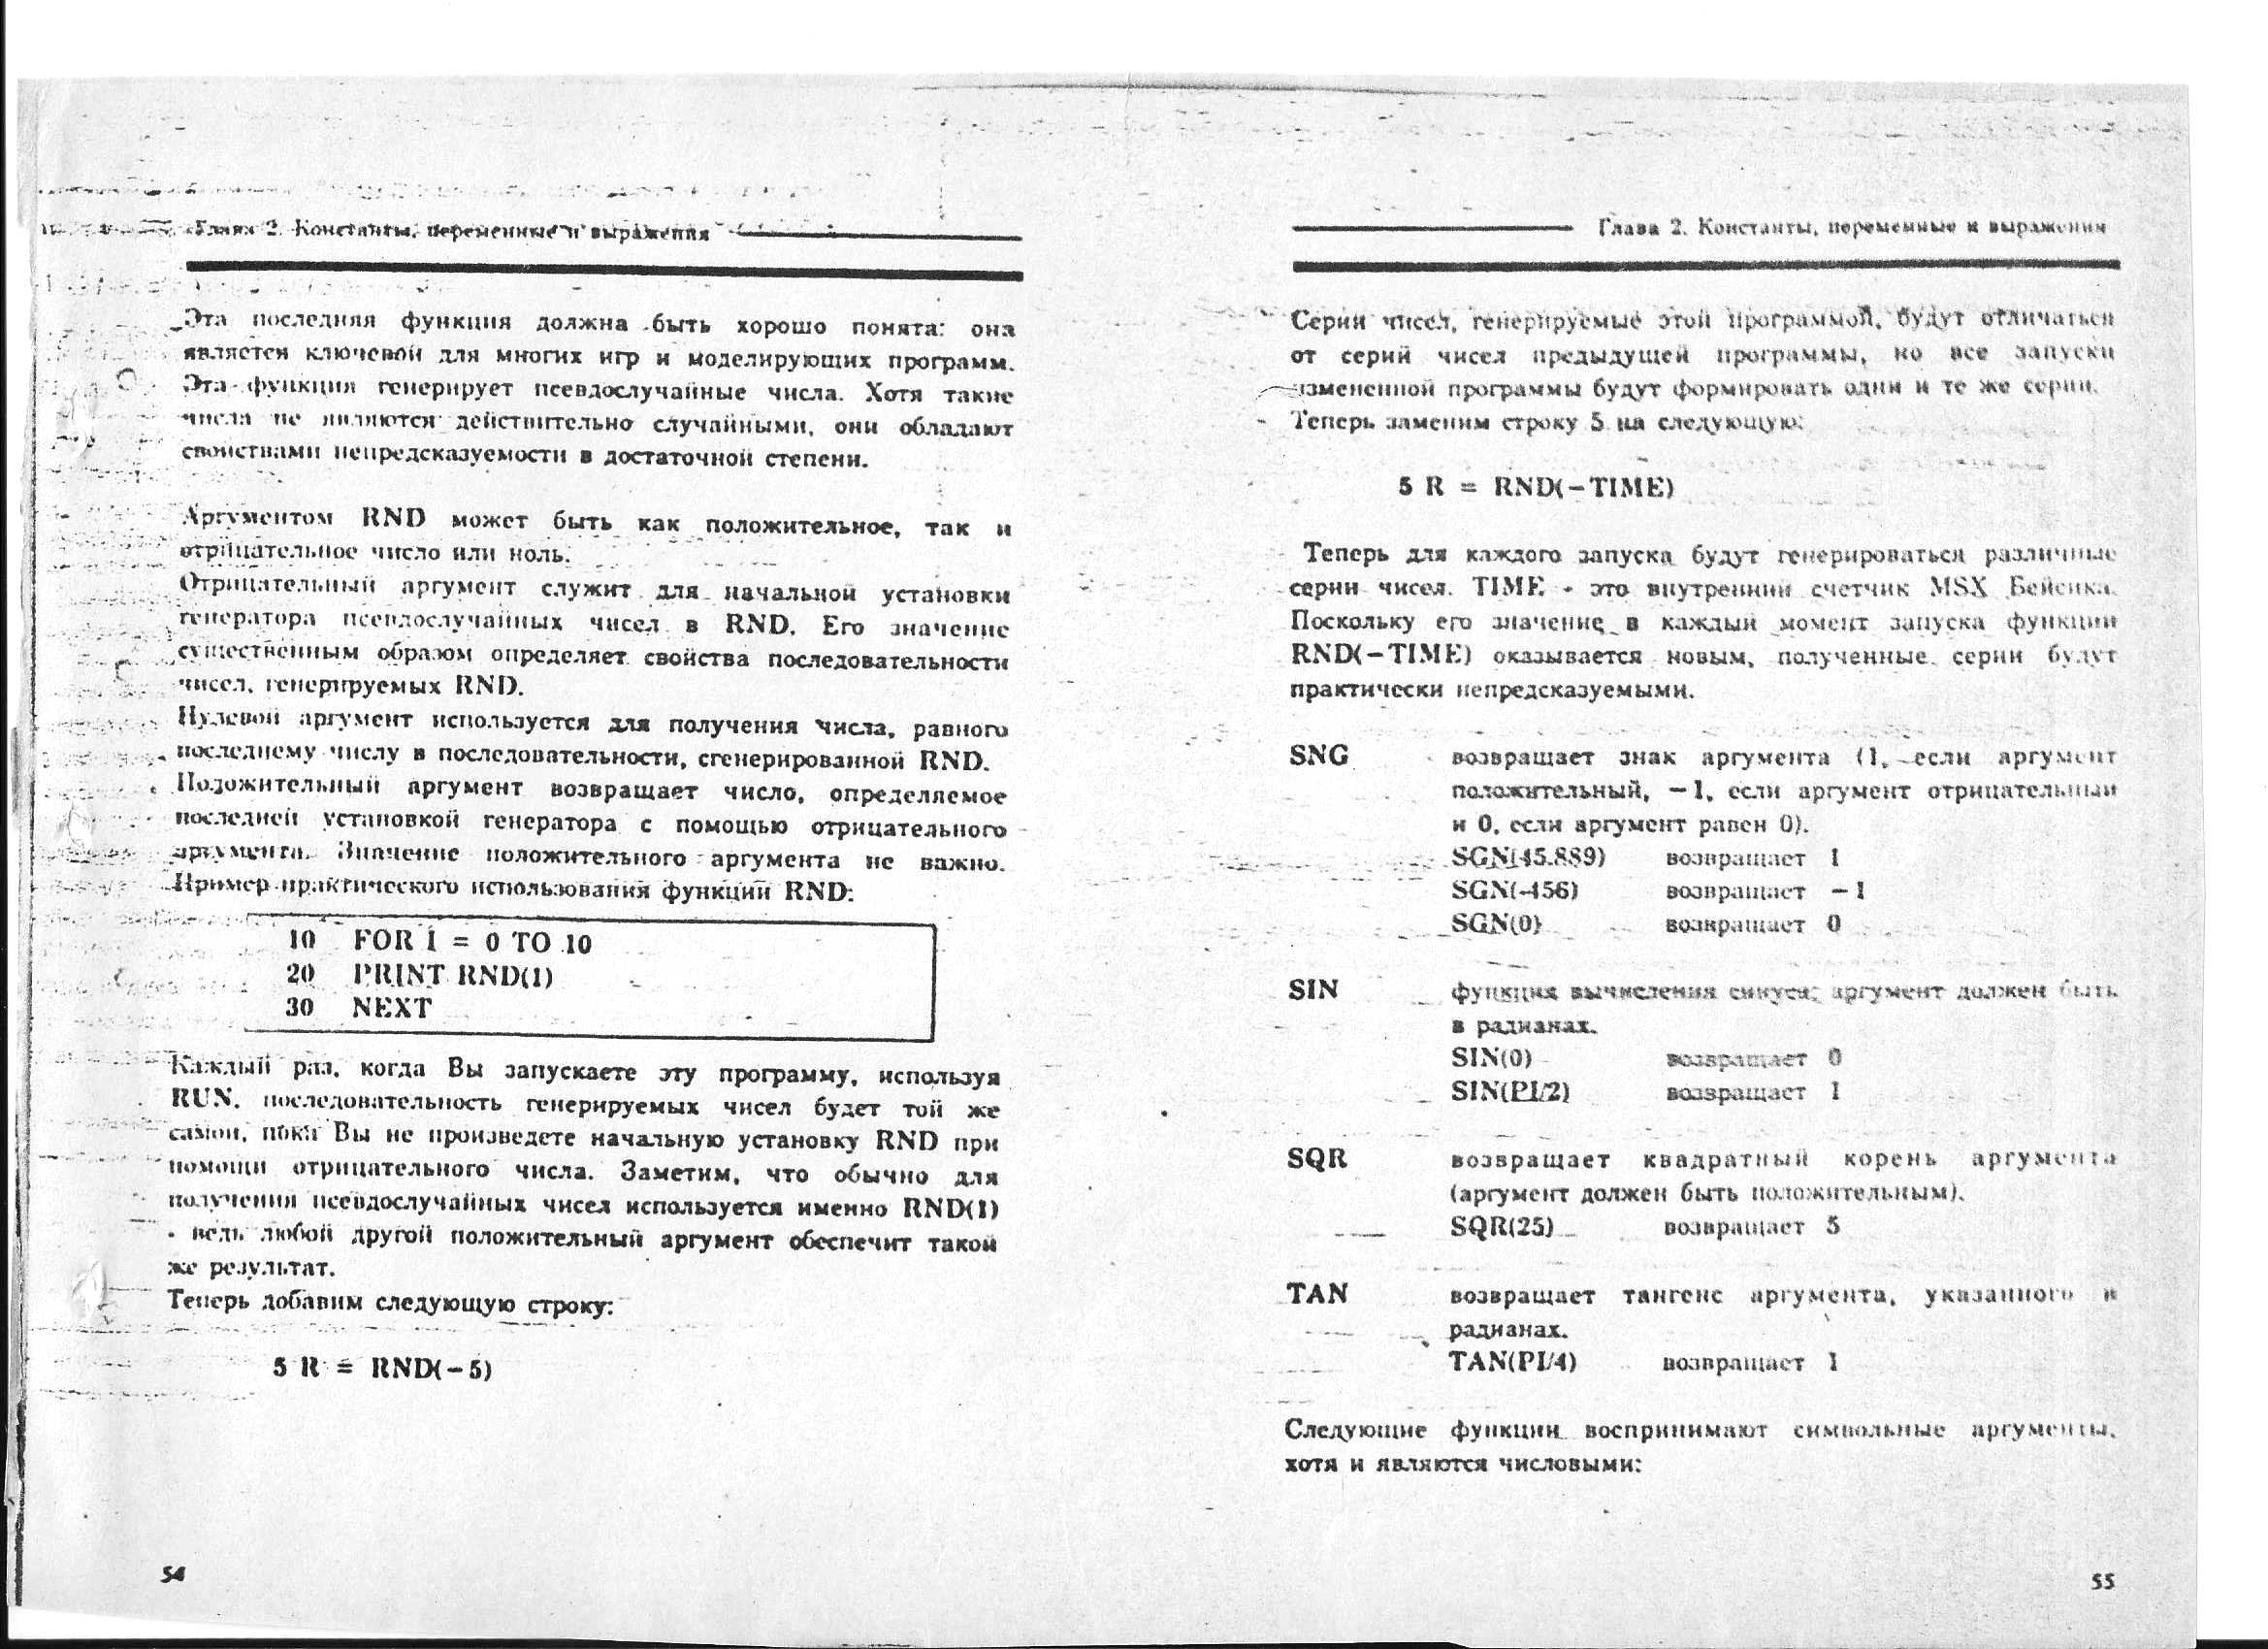 Глава 2. Константы, переменные и выражения
Эта последняя функция должна быть хорошо понята: она
является ключевой для многих игр и моделирующих программ.
Эта функция генерирует псевдослучайные числа. Хотя такие
числа не являются действительно случайными, они обладают
свойствами непредсказуемости в достаточной степени.
Аргументом RND может быть как положительное, так и
отрицательное число или ноль.
Отрицательный аргумент служит для начальной установки
генератора псевдослучайных чисел в RND. Его значение
существенным образом определяет свойства последовательности
чисел, генерируемых RND.
Нулевой аргумент используется для получения числа, равного
последнему числу в последовательности, сгенерированной RND.
Положительный аргумент возвращает число, определяемое
последней установкой генератора с помощью отрицательного
аргумента. Значение положительного аргумента не важно.
Пример практического использования функции RND:
10 FOR I = 0 TO 10
20 PRINT RND(1)
30 NEXT
Каждый раз, когда Вы запускаете эту программу, используя
RUN, последовательность генерируемых чисел будет той же
самой, пока Вы не произведете начальную установку RND при
помощи отрицательного числа. Заметим, что обычно для
получения псевдослучайных чисел используется именно RND(1)
- ведь любой другой положительный аргумент обеспечит такой
же результат.
Теперь добавим следующую строку:
5 R = RND(-5)
54
Глава 2. Константы, переменные и выражения
Серии чисел, генерируемые этой программой, будут отличаться
от серий чисел предыдущей программы, но все запуски
измененной программы будут формировать одни и те же серии.
Теперь заменим строку 5 на следующую:
5 R = RND(-TIME)
Теперь для каждого запуска будут генерироваться различные
серии чисел. TIME - это внутренний счетчик MSX Бейсика.
Поскольку его значение в каждый момент запуска функции
RND(-TIME) оказывается новым, полученные серии будут
практически непредсказуемыми.
SNG возвращает знак аргумента (1, если аргумент
положительный, -1, если аргумент отрицательный
и 0, если аргумент равен 0).
SGN(45.889) возвращает 1
SGN(-456) возвращает -1
SGN(0) возвращает 0
SIN функция вычисления синуса; аргумент должен быть
в радианах.
SIN(0) возвращает 0
SIN(PI/2) возвращает 1
SQR возвращает квадратный корень аргумента
(аргумент должен быть положительным).
SQR(25) возвращает 5
TAN возвращает тангенс аргумента, указанного в
радианах.
TAN(PI/4) возвращает 1
Следующие функции воспринимают символьные аргументы,
хотя и являются числовыми:
55